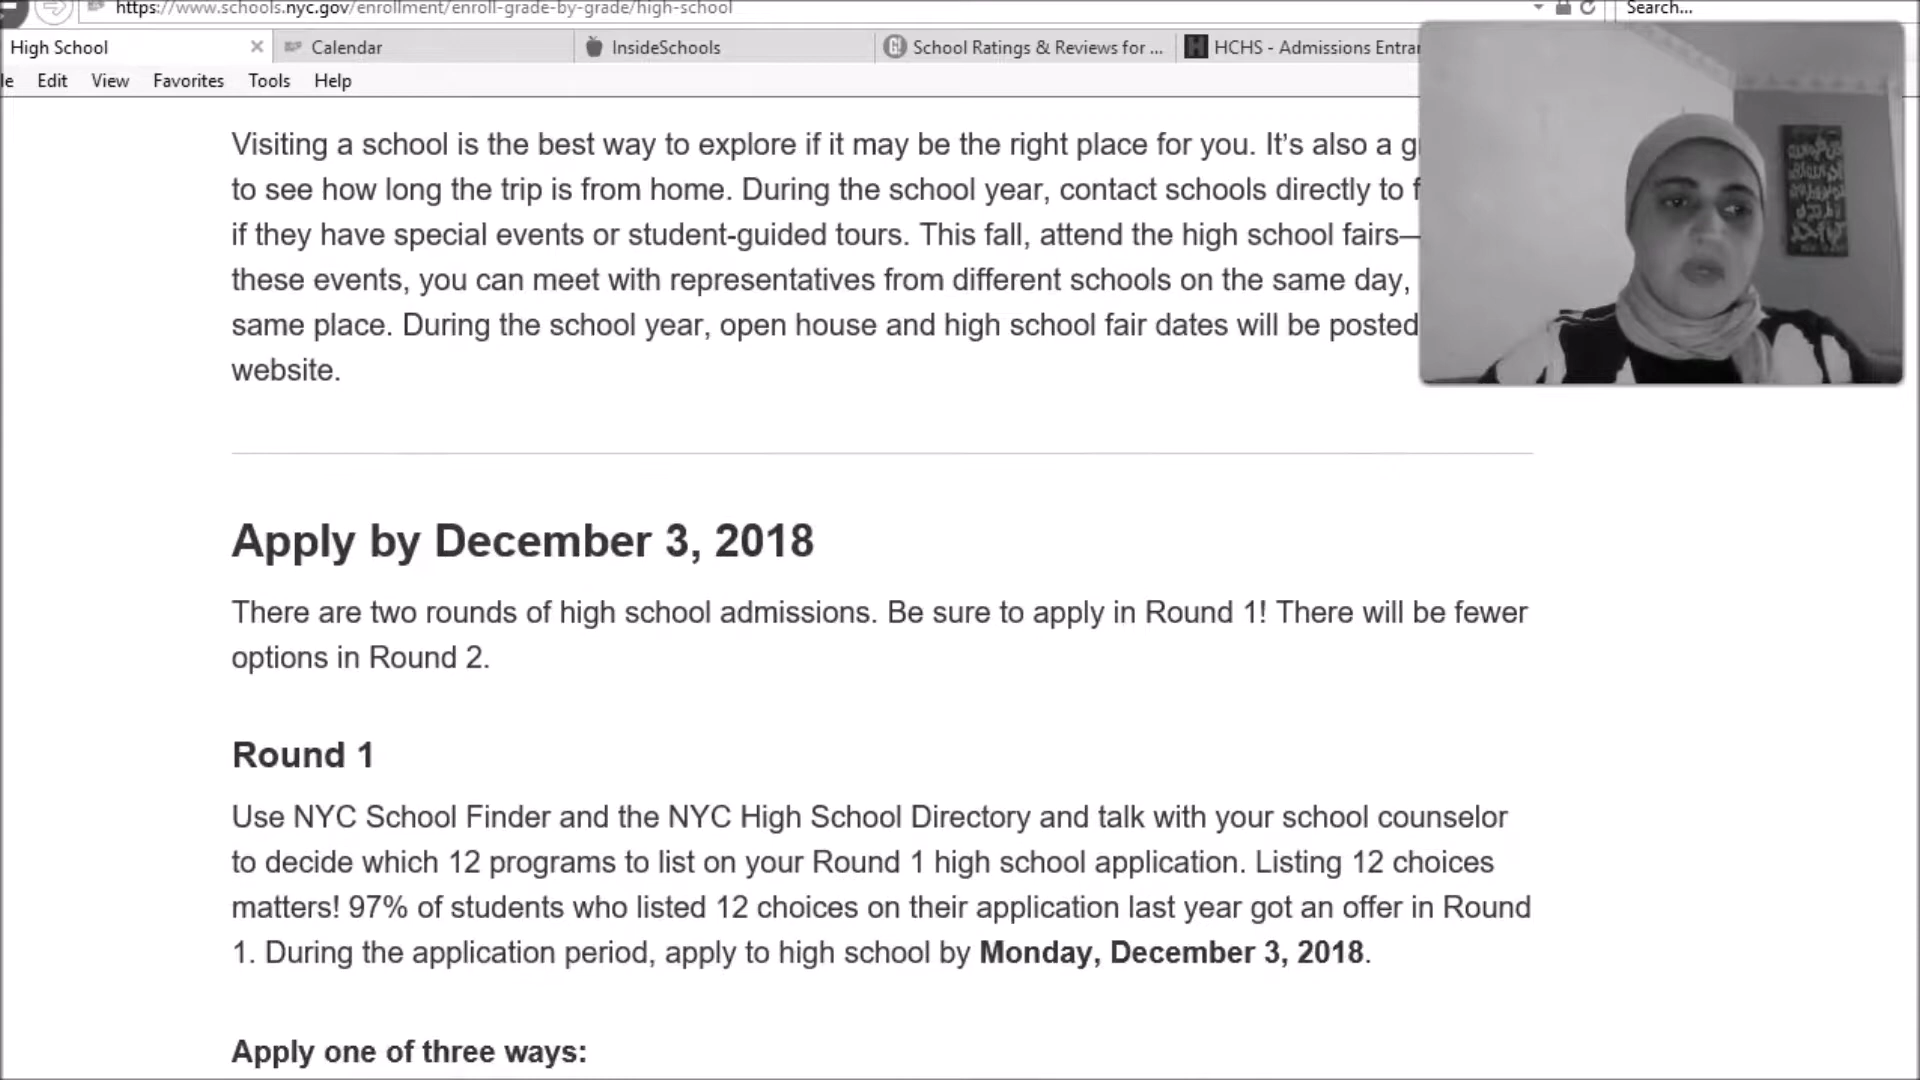 https://www.schools.nyc.gov/enrollment/enroll-grade-by-grade/high-school
Search...
High School
Calendar
InsideSchools
School Ratings & Reviews for ...
HCHS - Admissions Entra
le Edit View Favorites Tools Help
Visiting a school is the best way to explore if it may be the right place for you. It’s also a g
to see how long the trip is from home. During the school year, contact schools directly to f
if they have special events or student-guided tours. This fall, attend the high school fairs—
these events, you can meet with representatives from different schools on the same day,
same place. During the school year, open house and high school fair dates will be posted
website.
Apply by December 3, 2018
There are two rounds of high school admissions. Be sure to apply in Round 1! There will be fewer
options in Round 2.
Round 1
Use NYC School Finder and the NYC High School Directory and talk with your school counselor
to decide which 12 programs to list on your Round 1 high school application. Listing 12 choices
matters! 97% of students who listed 12 choices on their application last year got an offer in Round
1. During the application period, apply to high school by Monday, December 3, 2018.
Apply one of three ways: